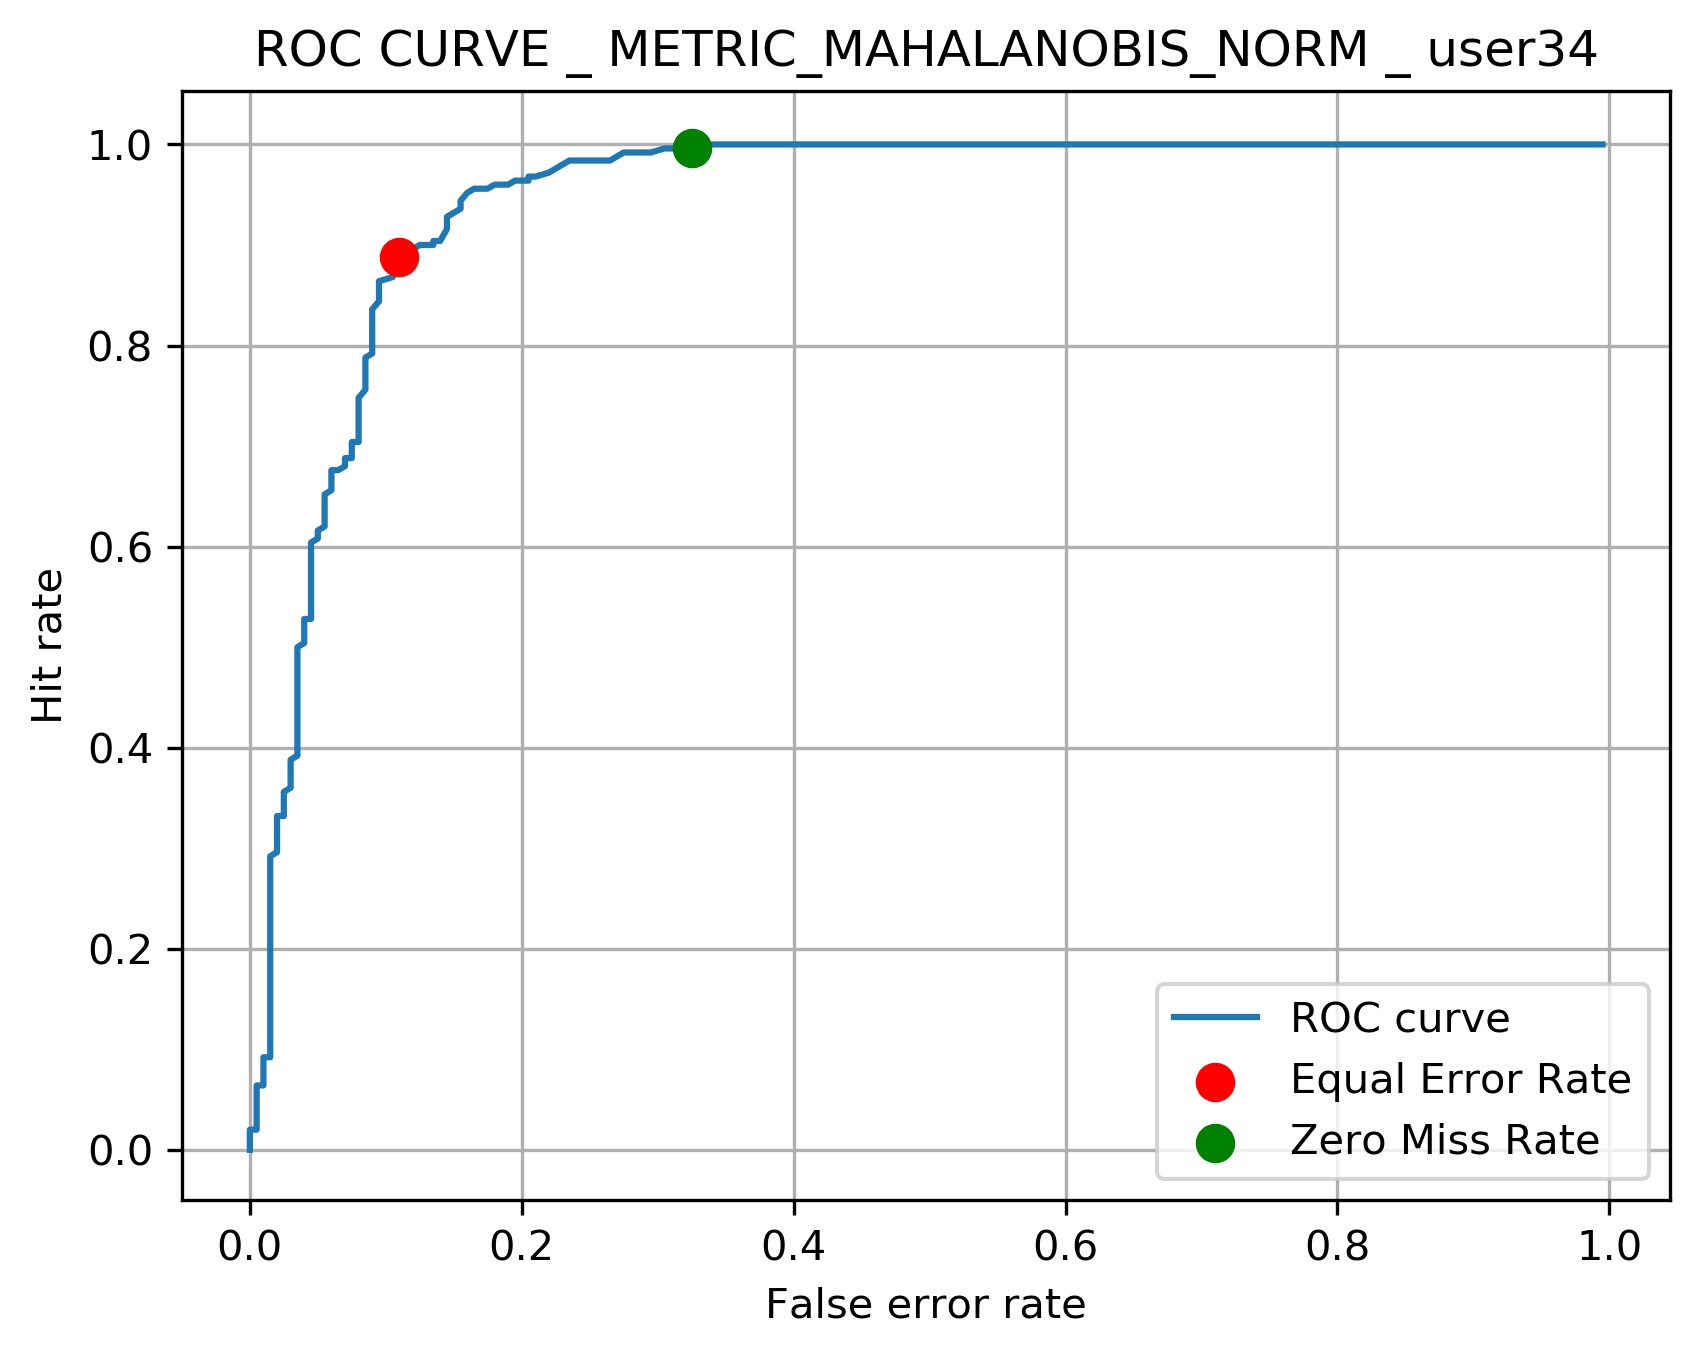 ROC CURVE _ METRIC_MAHALANOBIS_NORM _ user34
1.0
0.8
0.6
0.4
0.2
0.0
Hit rate
0.0 0.2 0.4 0.6 0.8 1.0
False error rate
ROC curve
Equal Error Rate
Zero Miss Rate